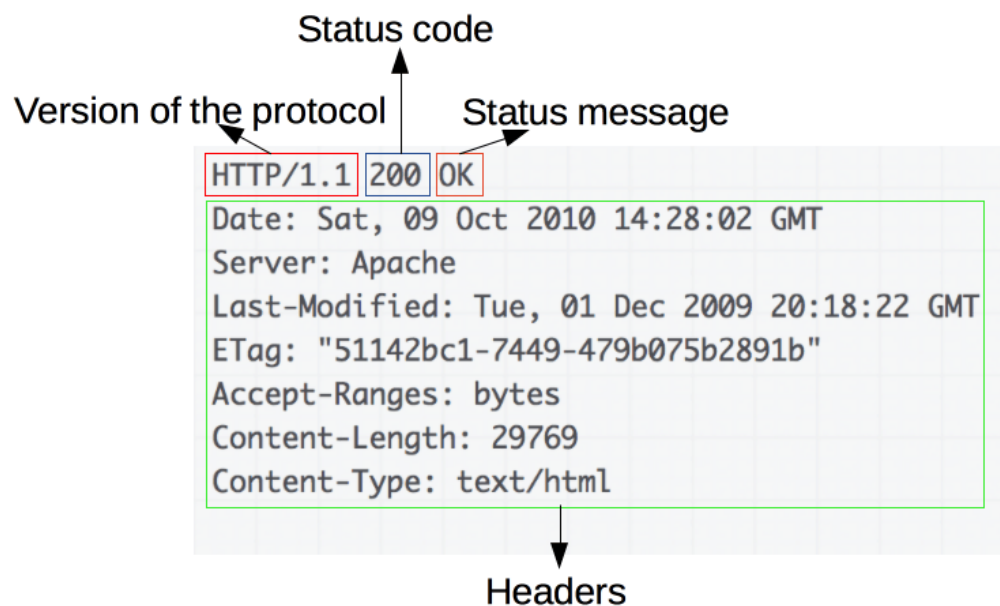 Status code
Version of the protocol
Status message
HTTP/1.1 200 OK
Date: Sat, 09 Oct 2010 14:28:02 GMT
Server: Apache
Last-Modified: Tue, 01 Dec 2009 20:18:22 GMT
ETag: "51142bc1-7449-479b075b2891b"
Accept-Ranges: bytes
Content-Length: 29769
Content-Type: text/html
Headers